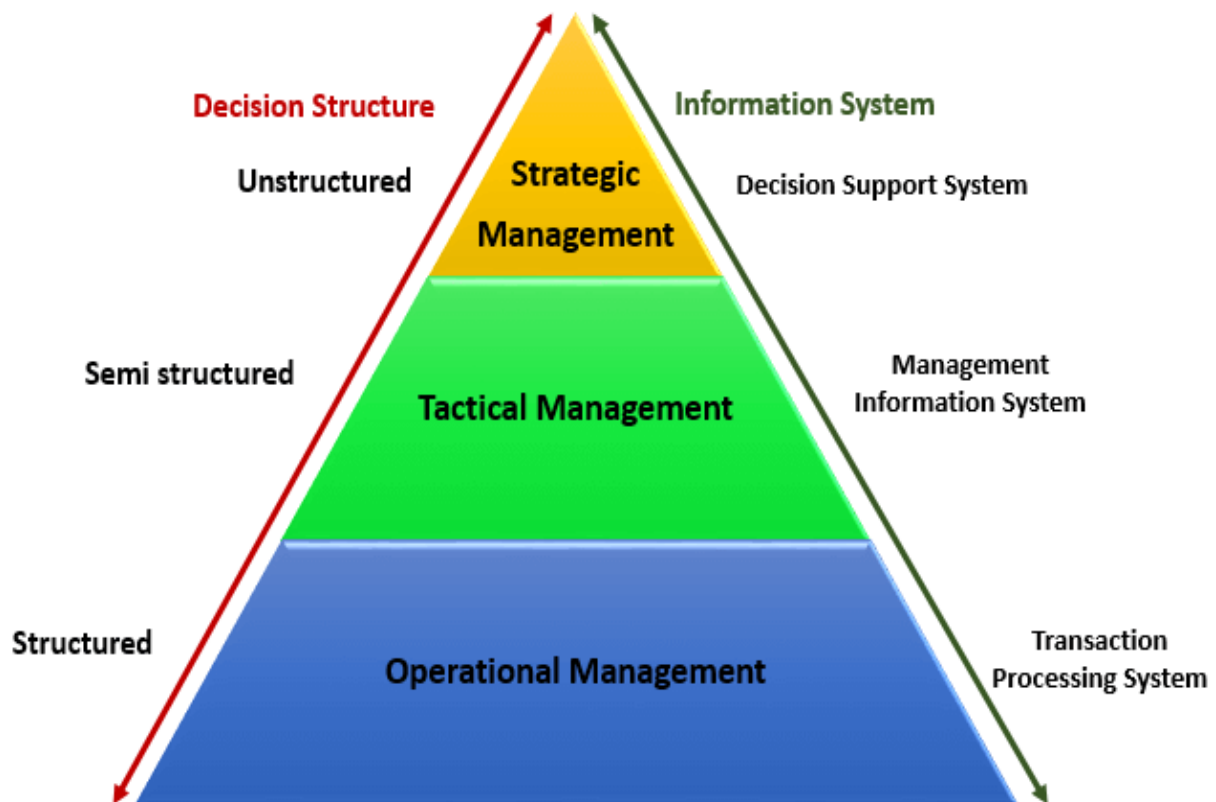 Decision Structure
Information System
Unstructured
Strategic
Management
Decision Support System
Semi structured
Tactical Management
Management
Information System
Structured
Operational Management
Transaction
Processing System